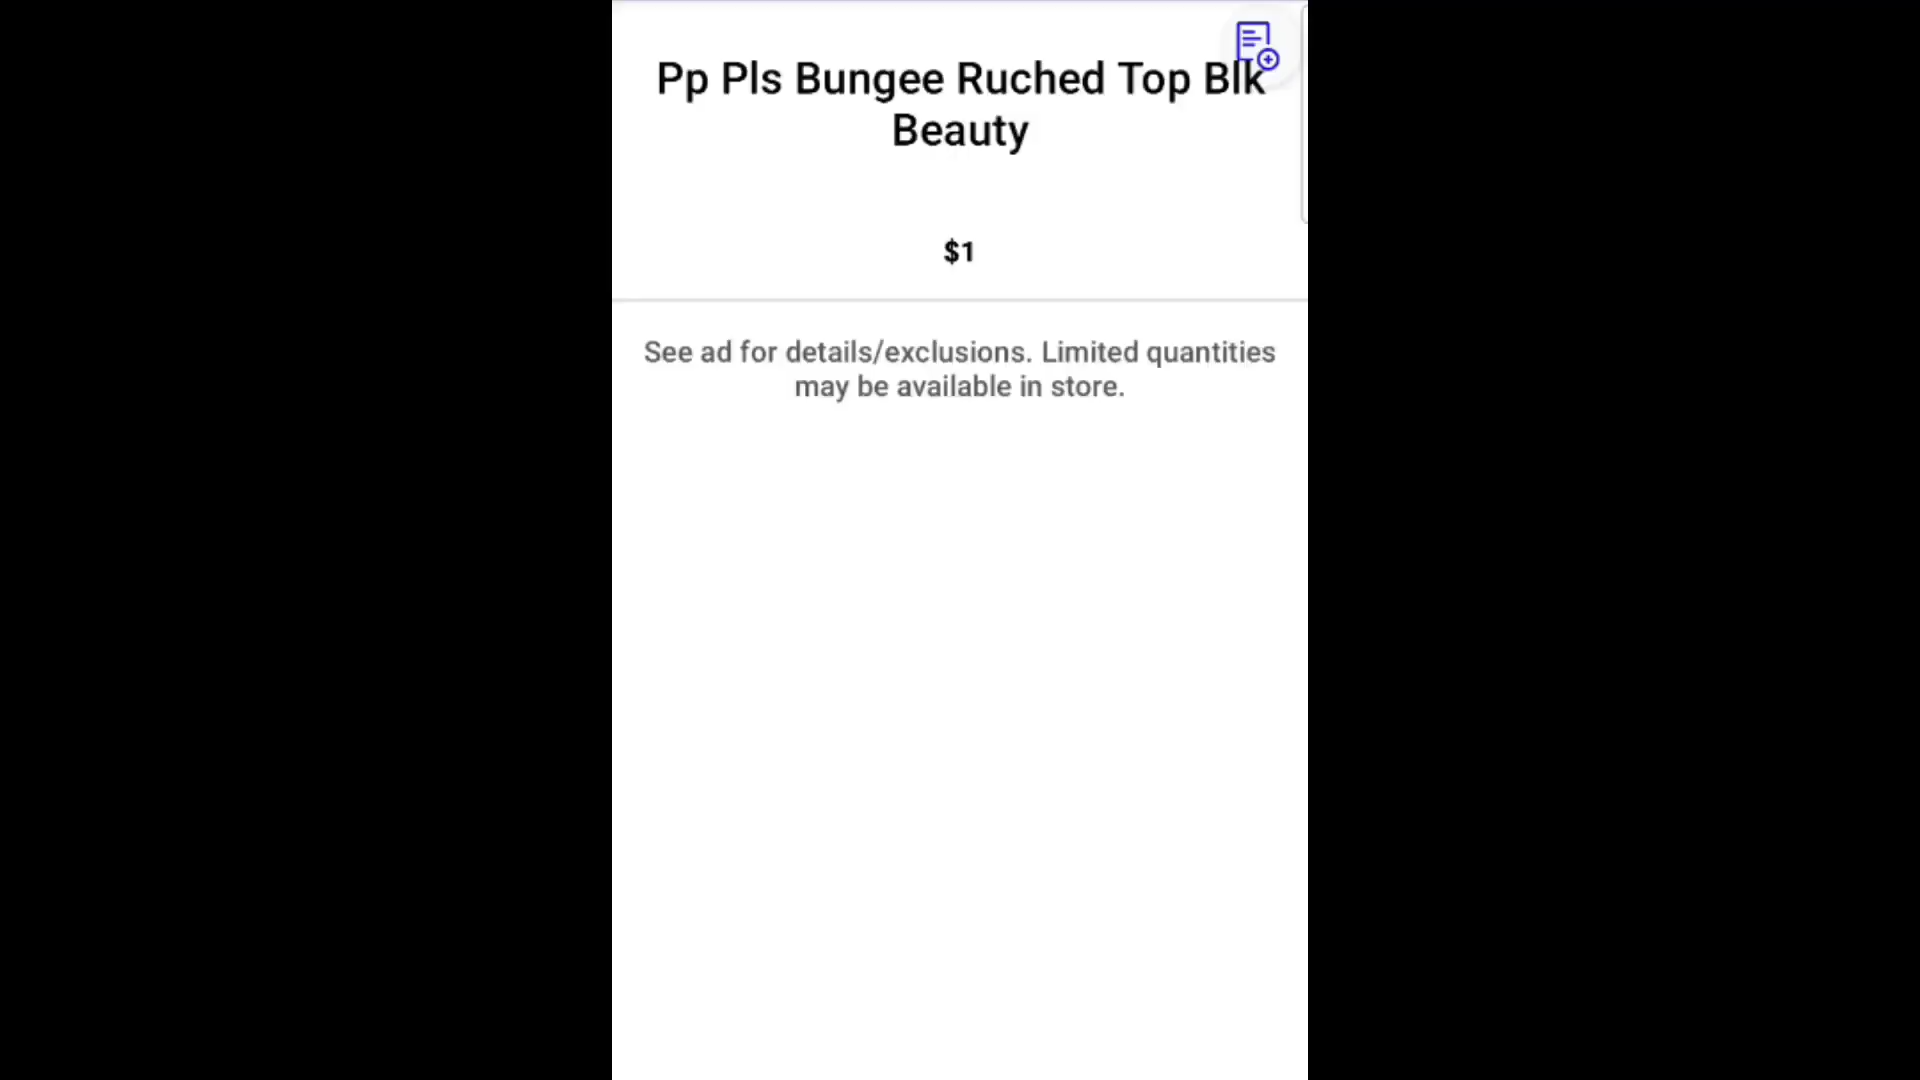 Pp Pls Bungee Ruched Top Blk
Beauty
$1
See ad for details/exclusions. Limited quantities
may be available in store.